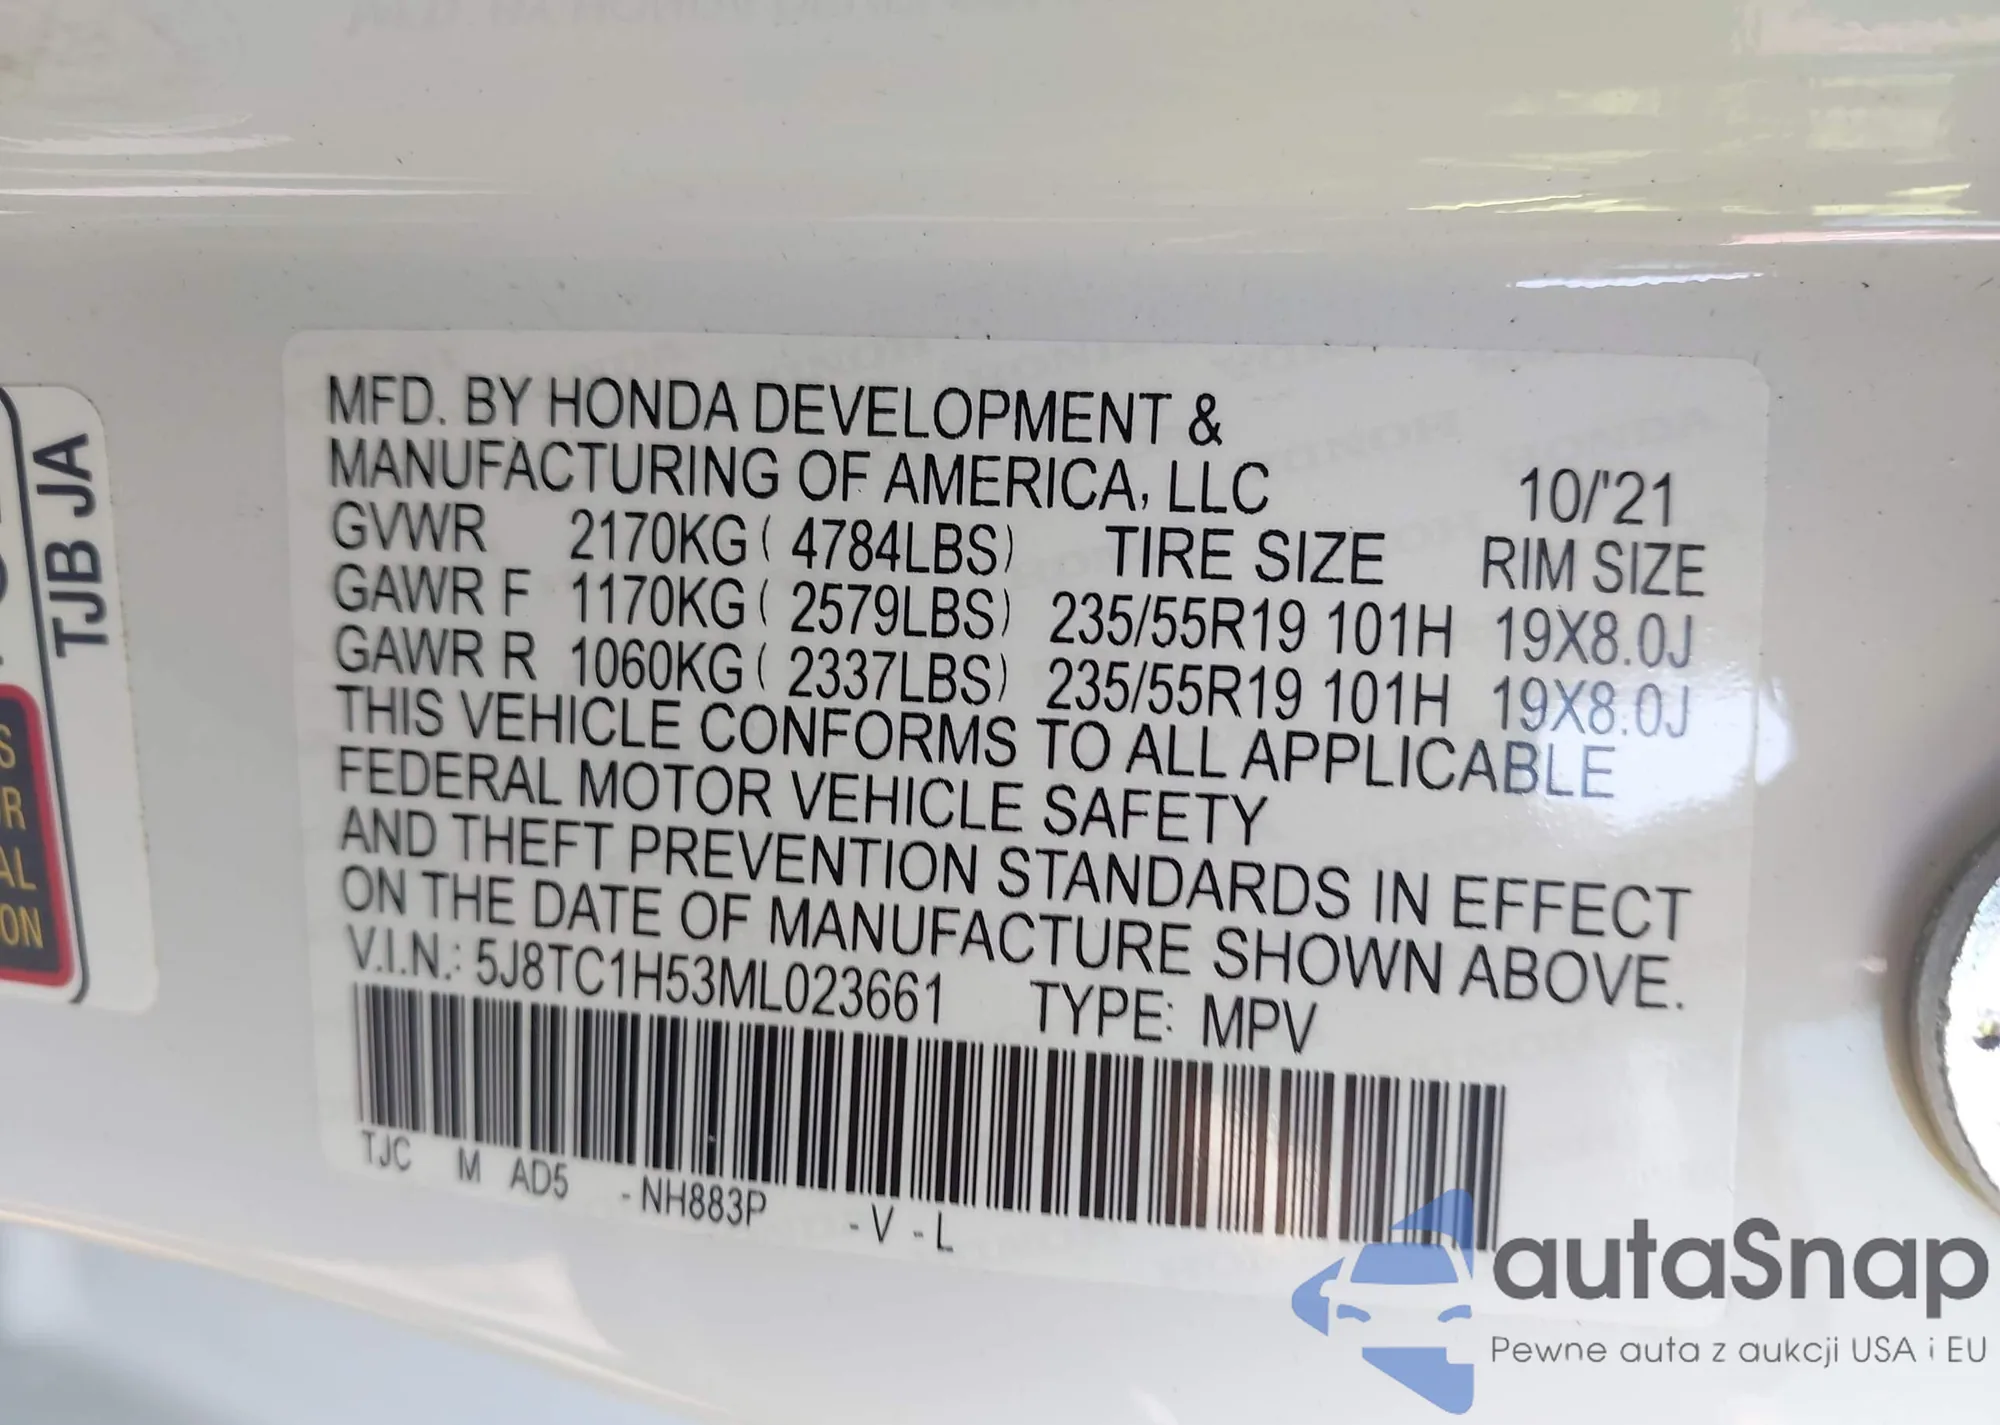 MFD. BY HONDA DEVELOPMENT &
MANUFACTURING OF AMERICA, LLC 10/'21
GVWR 2170KG ( 4784LBS) TIRE SIZE RIM SIZE
GAWR F 1170KG ( 2579LBS) 235/55R19 101H 19X8.0J
GAWR R 1060KG ( 2337LBS) 235/55R19 101H 19X8.0J
THIS VEHICLE CONFORMS TO ALL APPLICABLE
FEDERAL MOTOR VEHICLE SAFETY
AND THEFT PREVENTION STANDARDS IN EFFECT
ON THE DATE OF MANUFACTURE SHOWN ABOVE.
V.I.N.: 5J8TC1H53ML023661 TYPE: MPV
TJC M AD5 -NH883P -V -L
TJB JA
autaSnap
Pewne auta z aukcji USA i EU